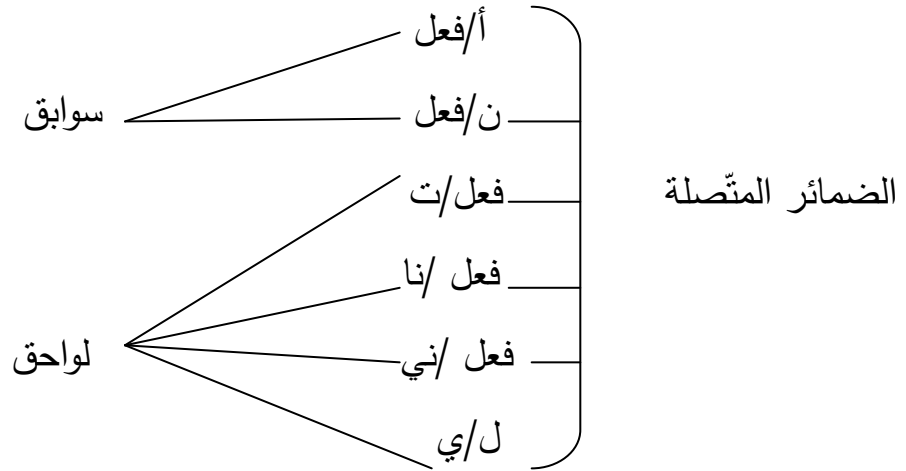 أ/فعل
سوابق
ن/فعل
الضمائر المتّصلة
فعل/ت
فعل /نا
لواحق
فعل /ني
ل/ي